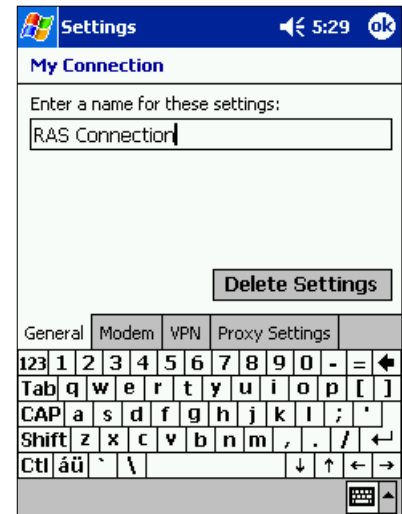 Settings 5:29 ok
My Connection
Enter a name for these settings:
RAS Connection
Delete Settings
General Modem VPN Proxy Settings
123 1 2 3 4 5 6 7 8 9 0 - =
Tab q w e r t y u i o p [ ]
CAP a s d f g h j k l ; '
Shift z x c v b n m , . /
Ctl áü ` \